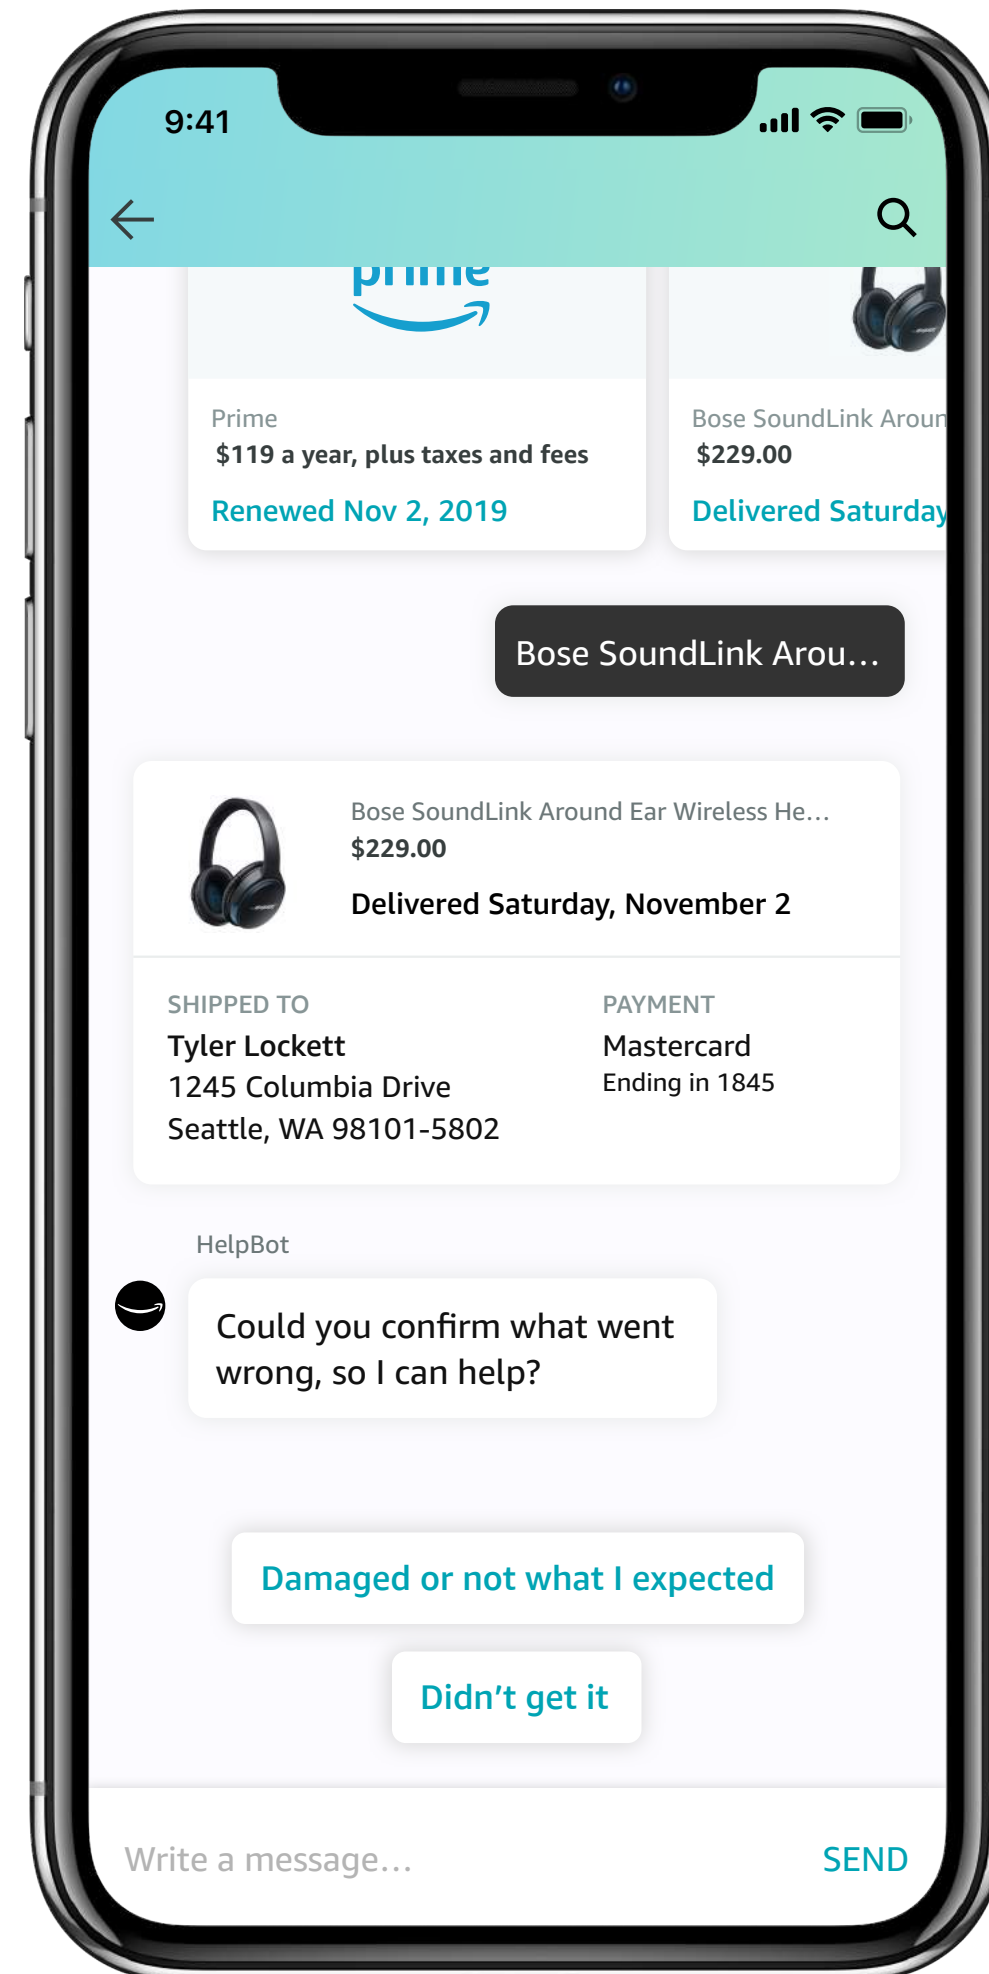 9:41
prime
Prime
$119 a year, plus taxes and fees
Renewed Nov 2, 2019
Bose SoundLink Aroun
$229.00
Delivered Saturday
Bose SoundLink Arou…
Bose SoundLink Around Ear Wireless He…
$229.00
Delivered Saturday, November 2
SHIPPED TO
Tyler Lockett
1245 Columbia Drive
Seattle, WA 98101-5802
PAYMENT
Mastercard
Ending in 1845
HelpBot
Could you confirm what went
wrong, so I can help?
Damaged or not what I expected
Didn’t get it
Write a message…
SEND